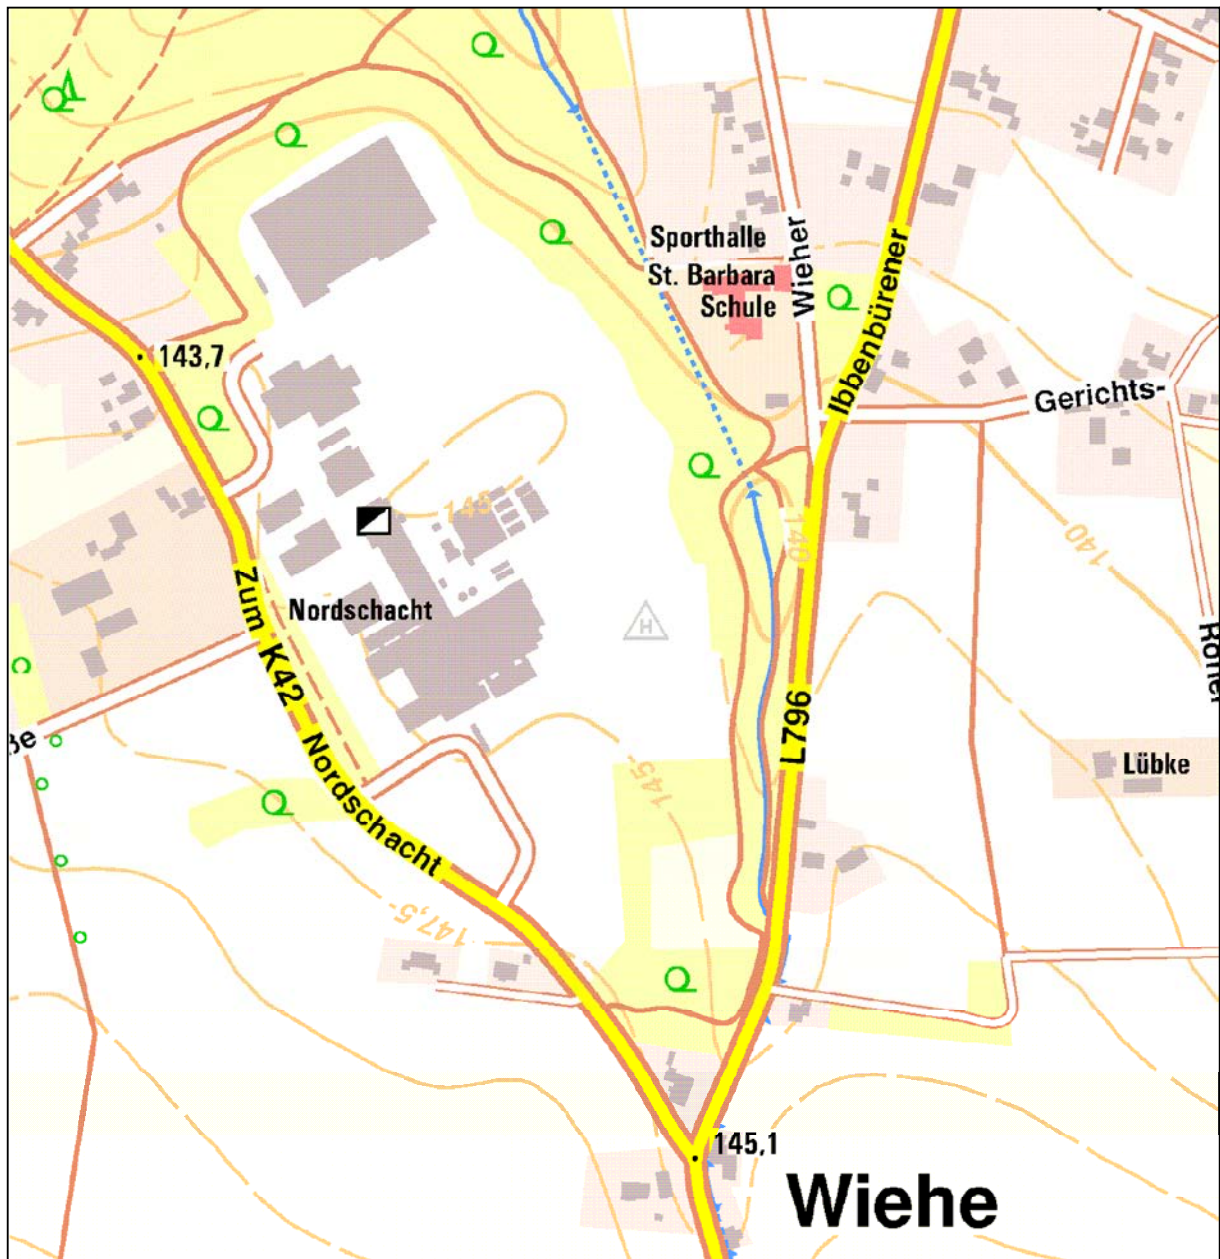 Sporthalle
St. Barbara
Schule
Wieher
Ibbenbürener
143,7
Gerichts-
145
140
140
Zum K42 Nordschacht
Nordschacht
H
L796
ße
145
Lübke
147,5
145,1
Wiehe